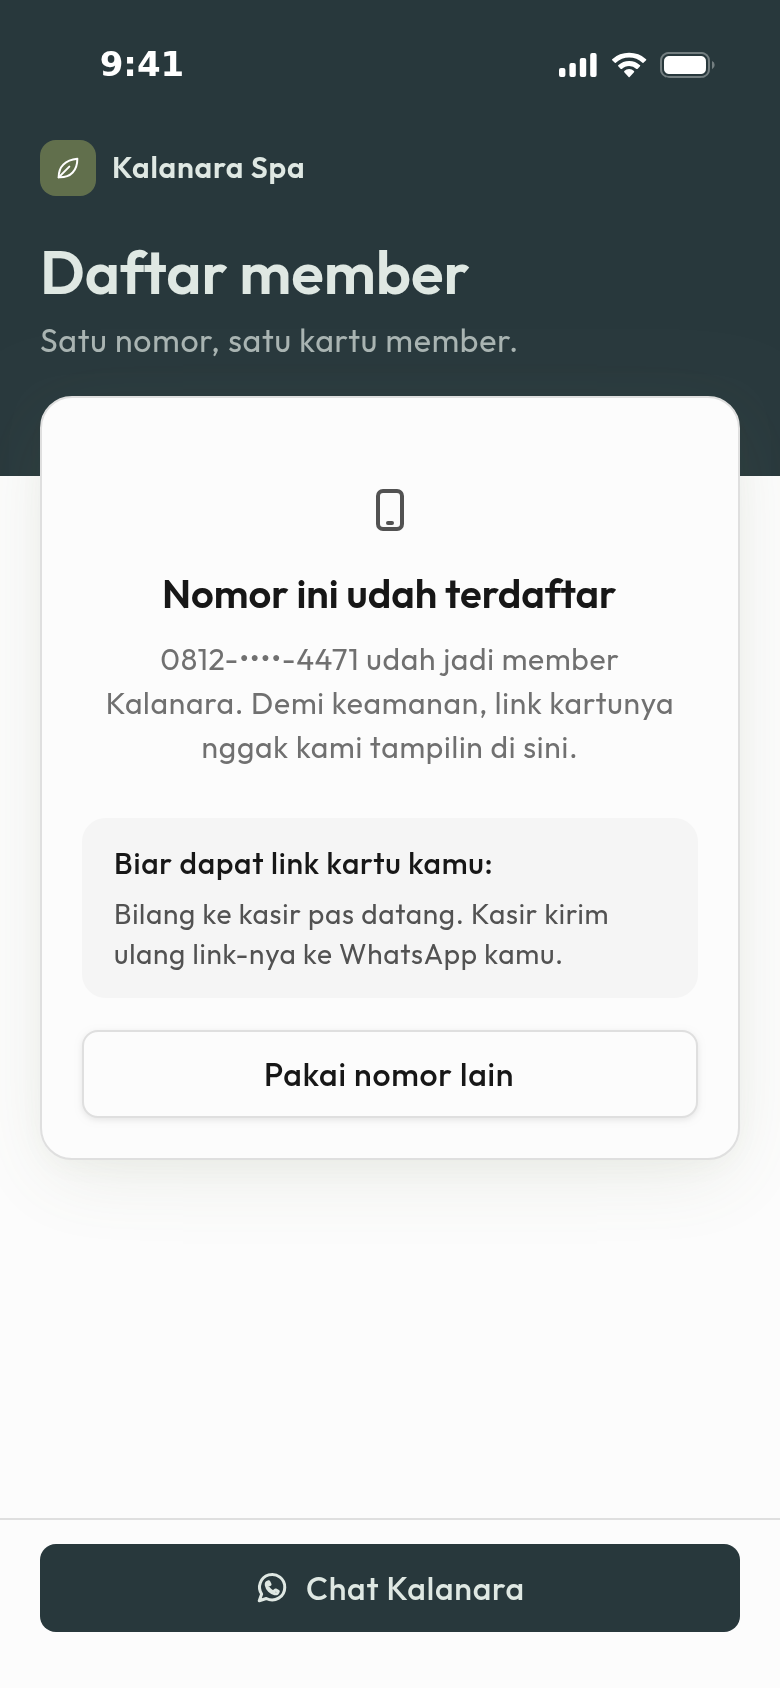 9:41
Kalanara Spa
Daftar member
Satu nomor, satu kartu member.
Nomor ini udah terdaftar
0812-••••-4471 udah jadi member
Kalanara. Demi keamanan, link kartunya
nggak kami tampilin di sini.
Biar dapat link kartu kamu:
Bilang ke kasir pas datang. Kasir kirim
ulang link-nya ke WhatsApp kamu.
Pakai nomor lain
Chat Kalanara